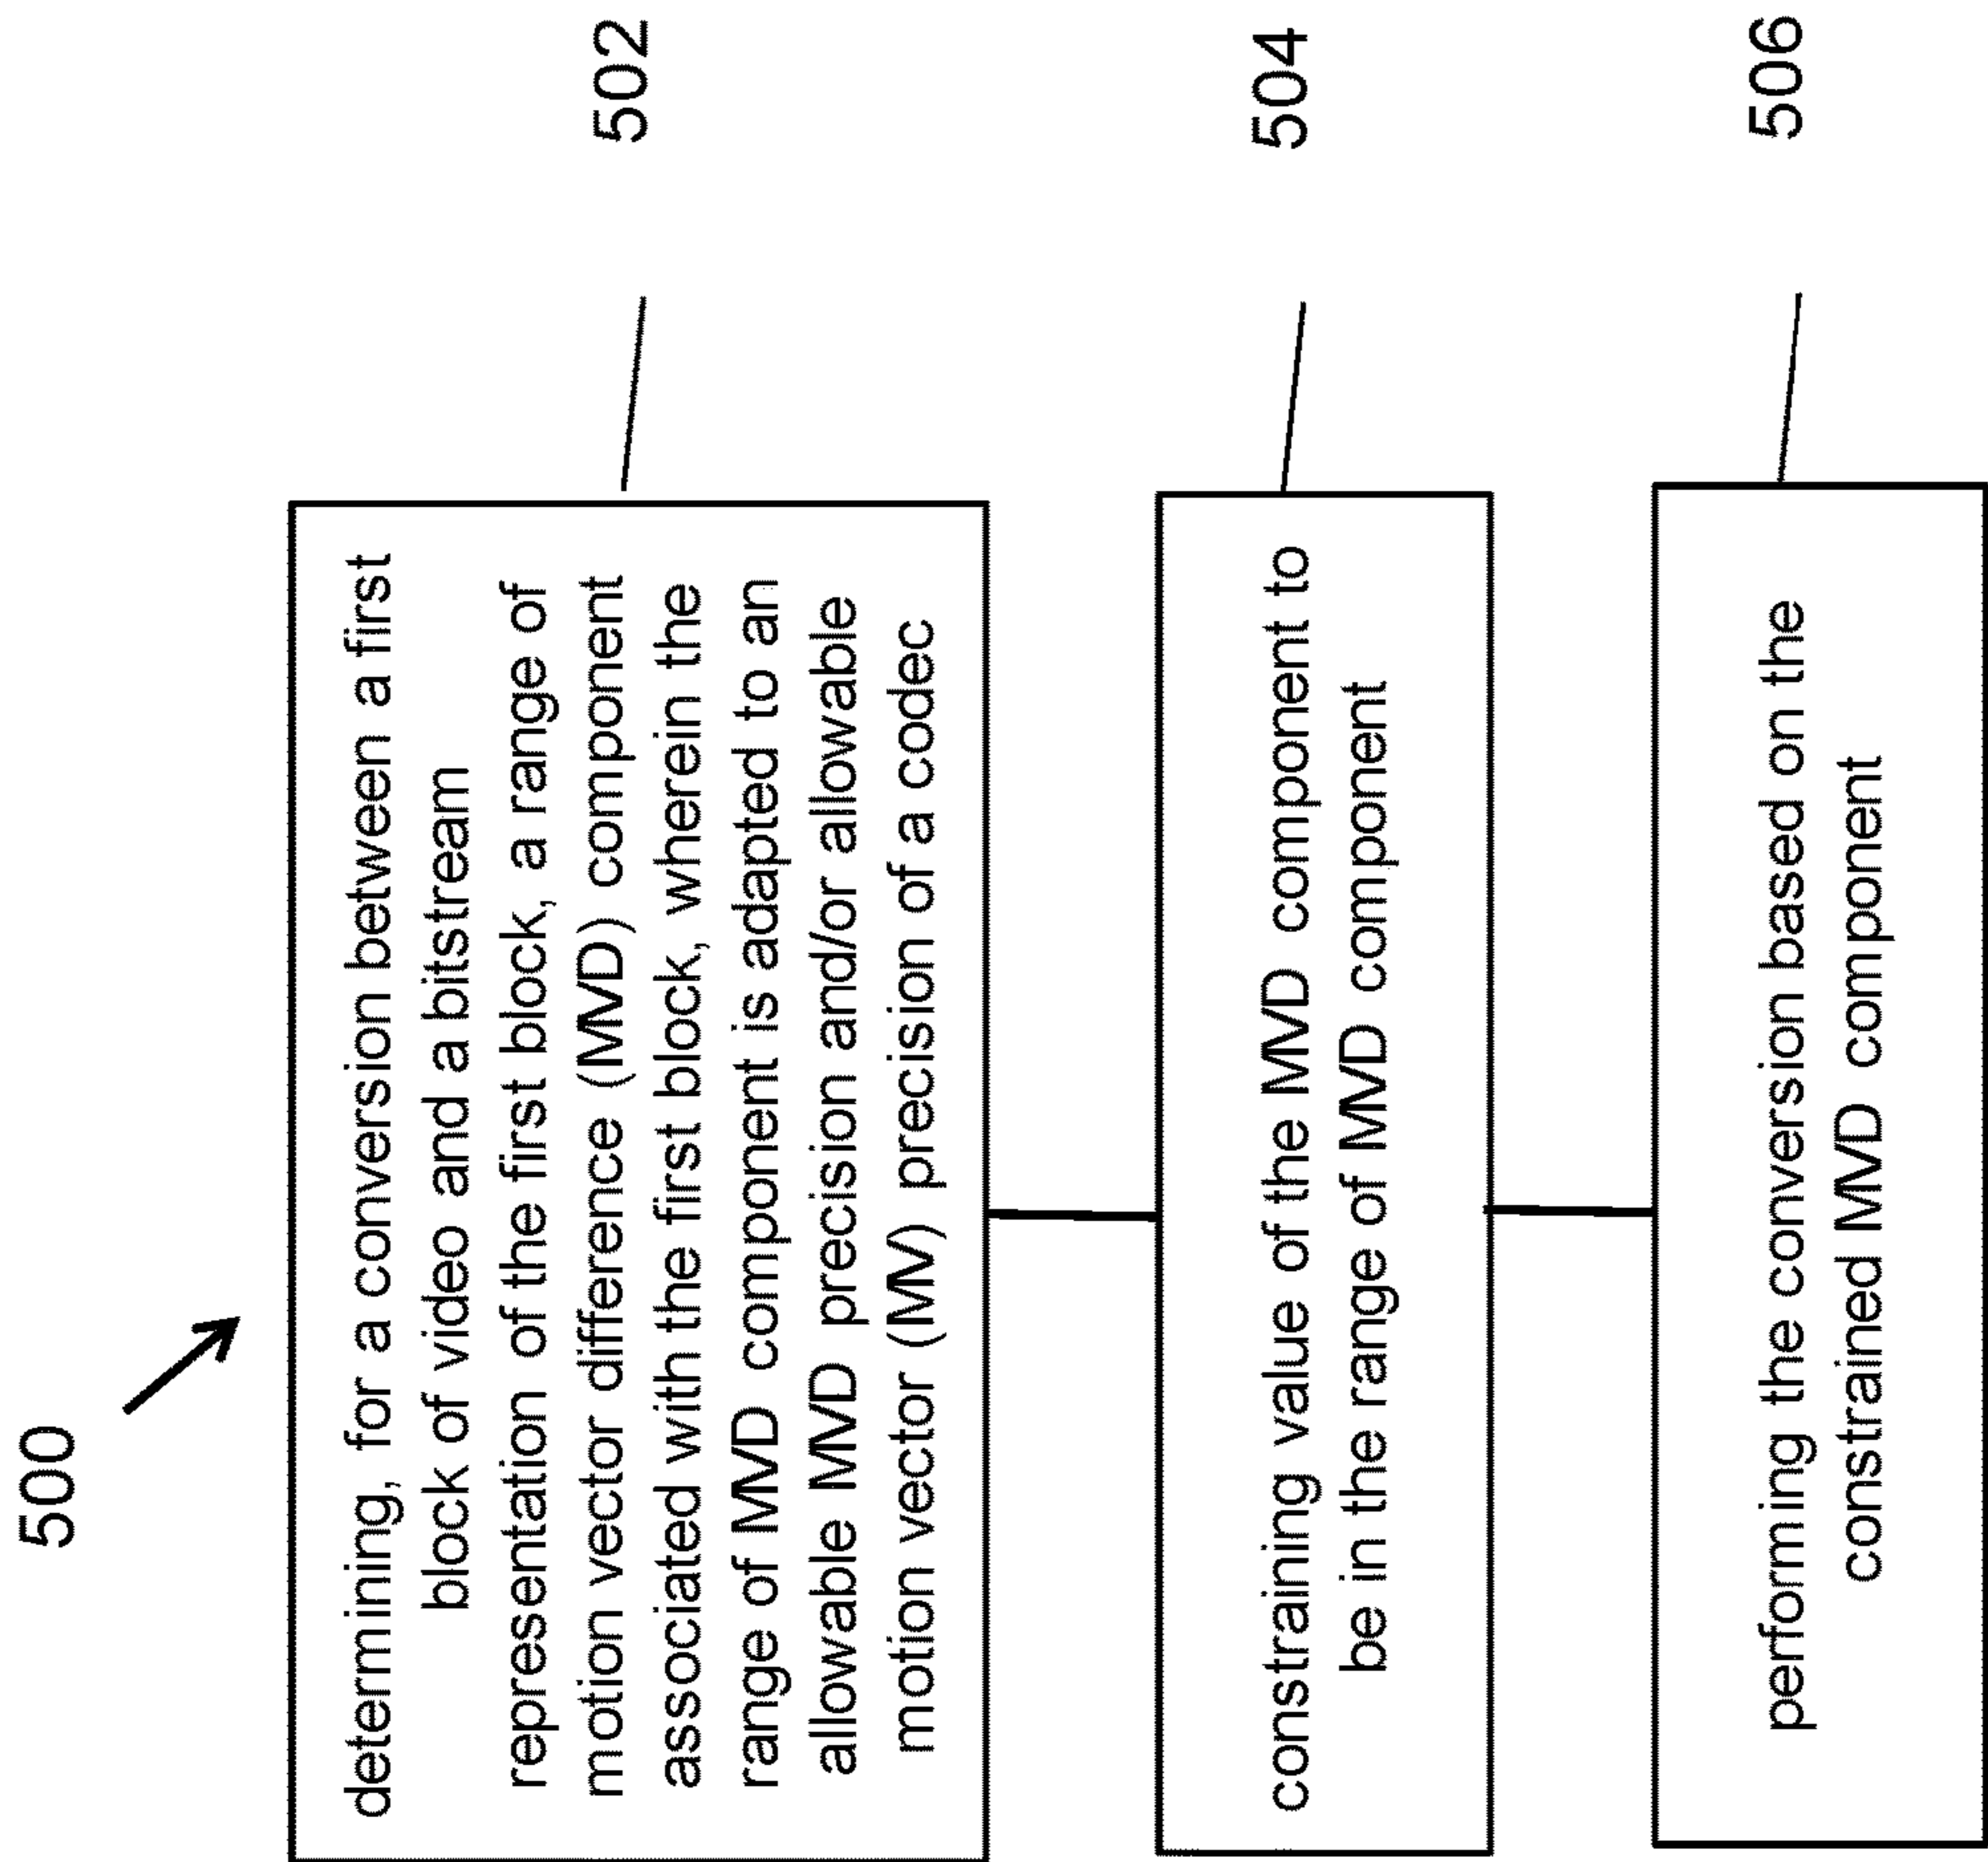 500
determining, for a conversion between a first
block of video and a bitstream
representation of the first block, a range of
motion vector difference (MVD) component
associated with the first block, wherein the
range of MVD component is adapted to an
allowable MVD precision and/or allowable
motion vector (MV) precision of a codec
502
constraining value of the MVD component to
be in the range of MVD component
504
performing the conversion based on the
constrained MVD component
506